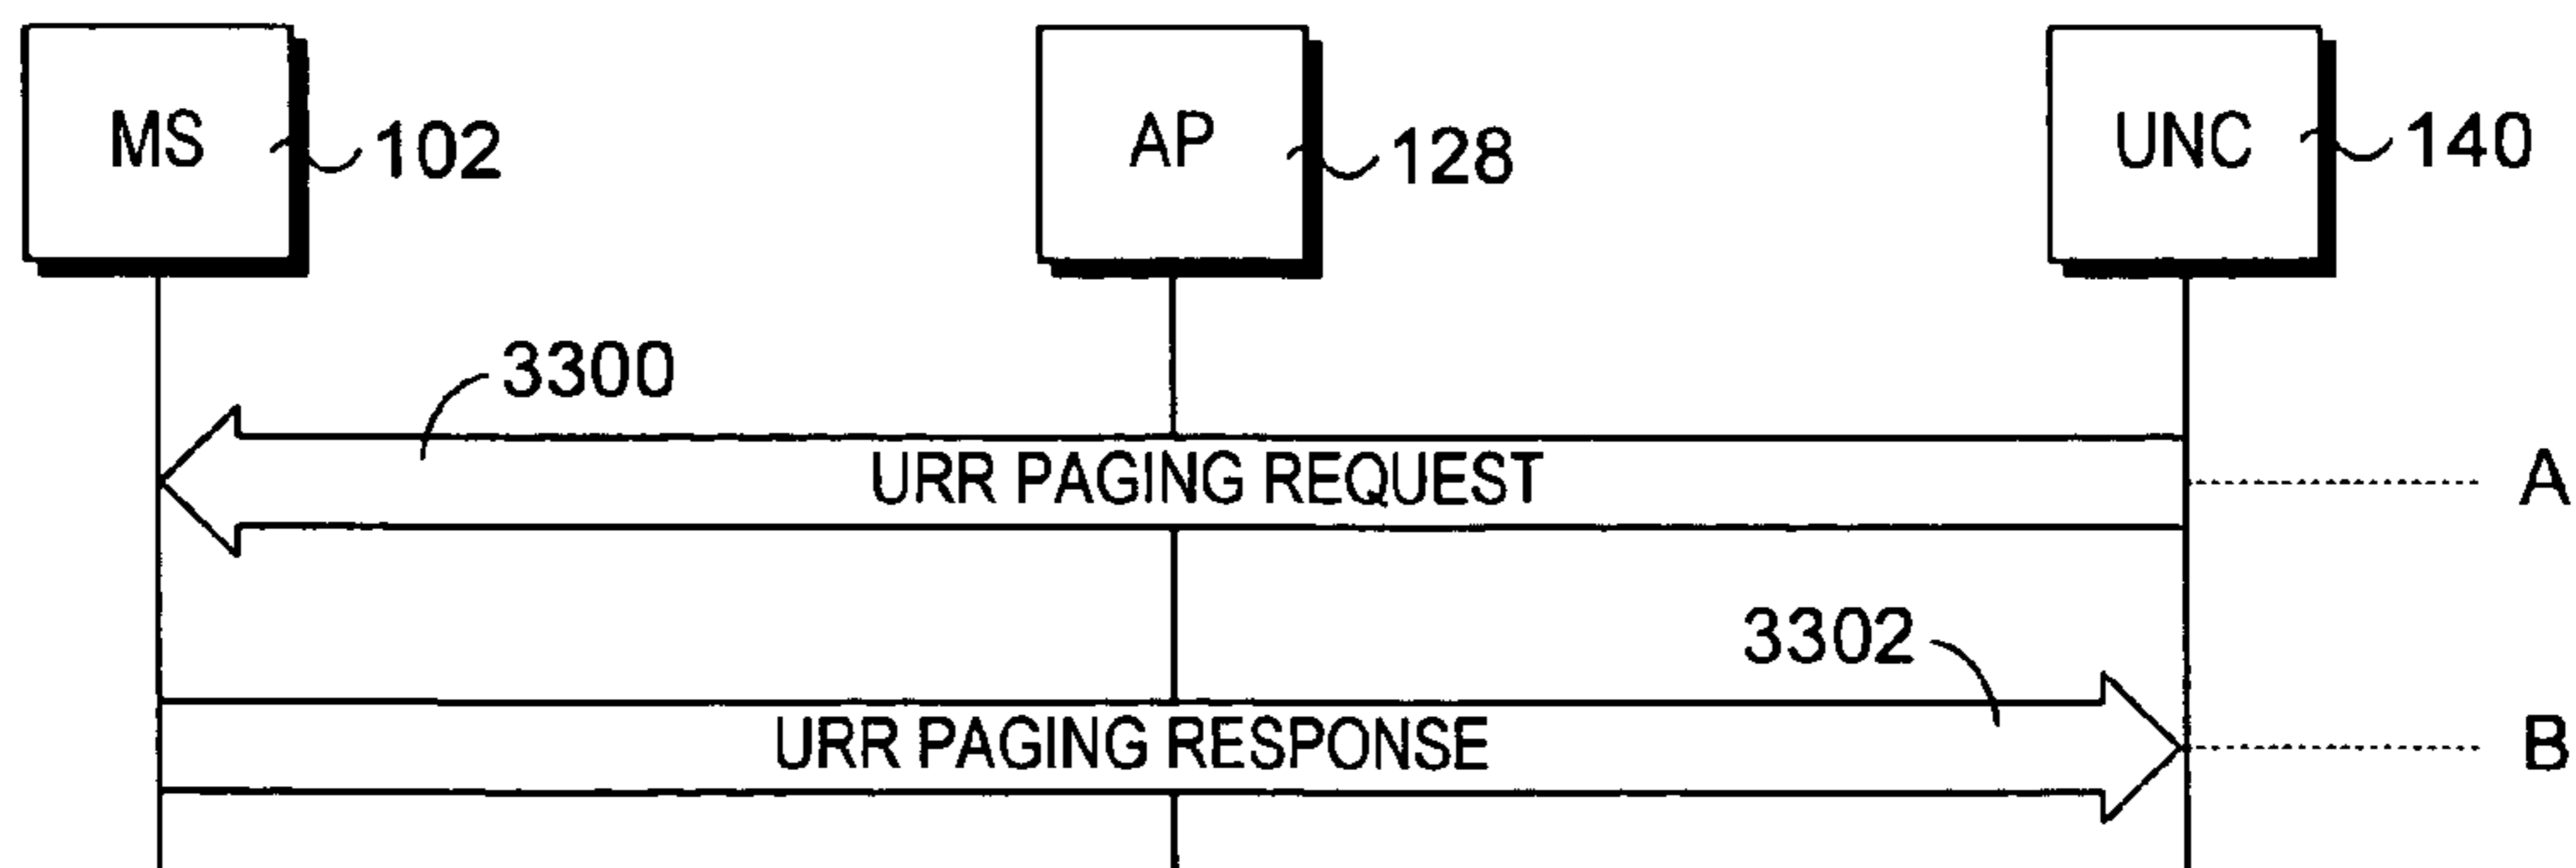 MS
102
AP
128
UNC
140
3300
URR PAGING REQUEST
A
3302
URR PAGING RESPONSE
B